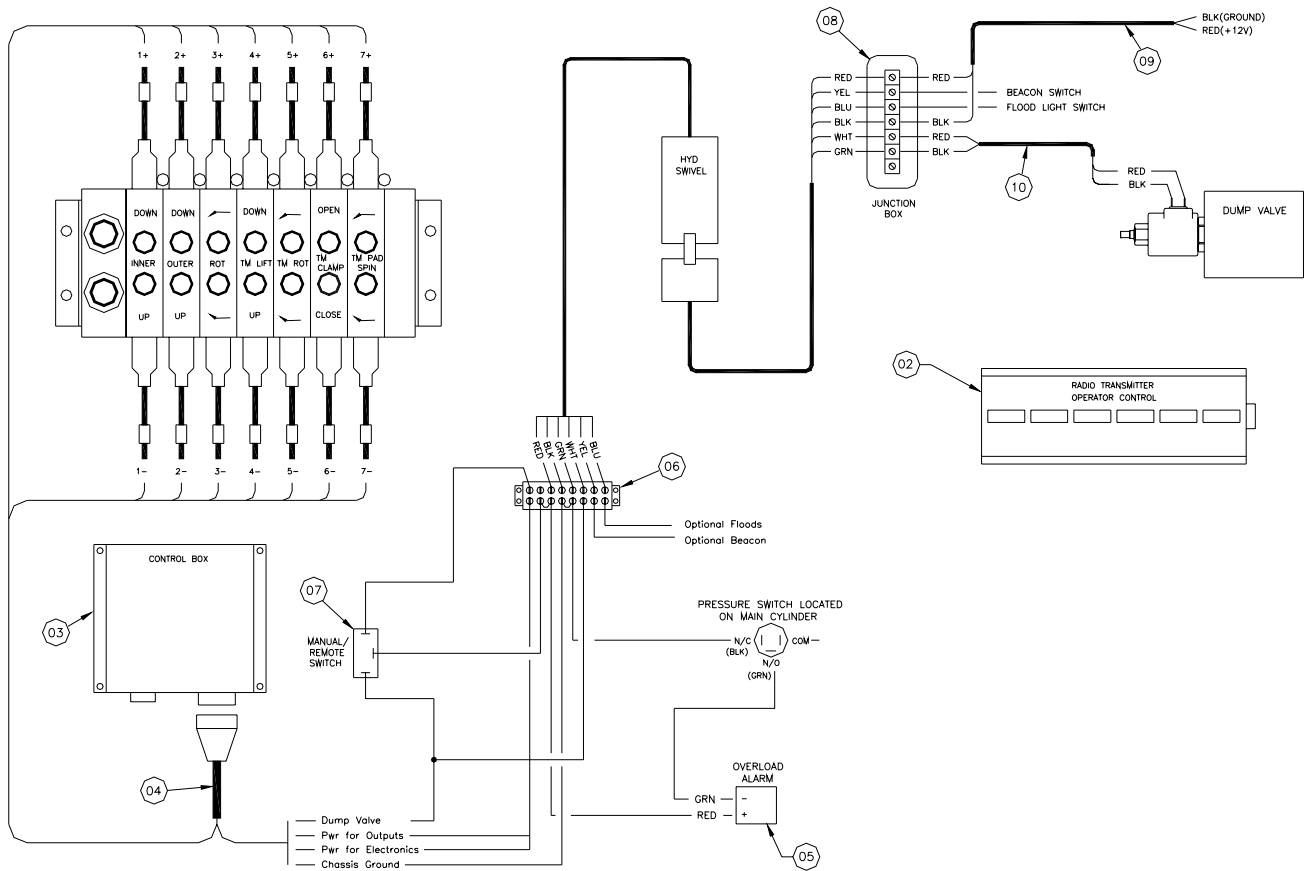 1+ 2+ 3+ 4+ 5+ 6+ 7+
DOWN DOWN DOWN OPEN
INNER OUTER ROT TM LIFT TM ROT TM CLAMP TM PAD SPIN
UP UP UP CLOSE
1- 2- 3- 4- 5- 6- 7-
08
BLK(GROUND)
RED(+12V)
09
RED RED
YEL BEACON SWITCH
BLU FLOOD LIGHT SWITCH
BLK BLK
WHT RED
GRN BLK
JUNCTION
BOX
10
RED
BLK
DUMP VALVE
HYD
SWIVEL
02
RADIO TRANSMITTER
OPERATOR CONTROL
RED BLK GRN WHT YEL BLU
06
Optional Floods
Optional Beacon
CONTROL BOX
03
07
MANUAL/
REMOTE
SWITCH
PRESSURE SWITCH LOCATED
ON MAIN CYLINDER
N/C COM
(BLK)
N/O
(GRN)
04
OVERLOAD
ALARM
GRN -
RED +
05
Dump Valve
Pwr for Outputs
Pwr for Electronics
Chassis Ground